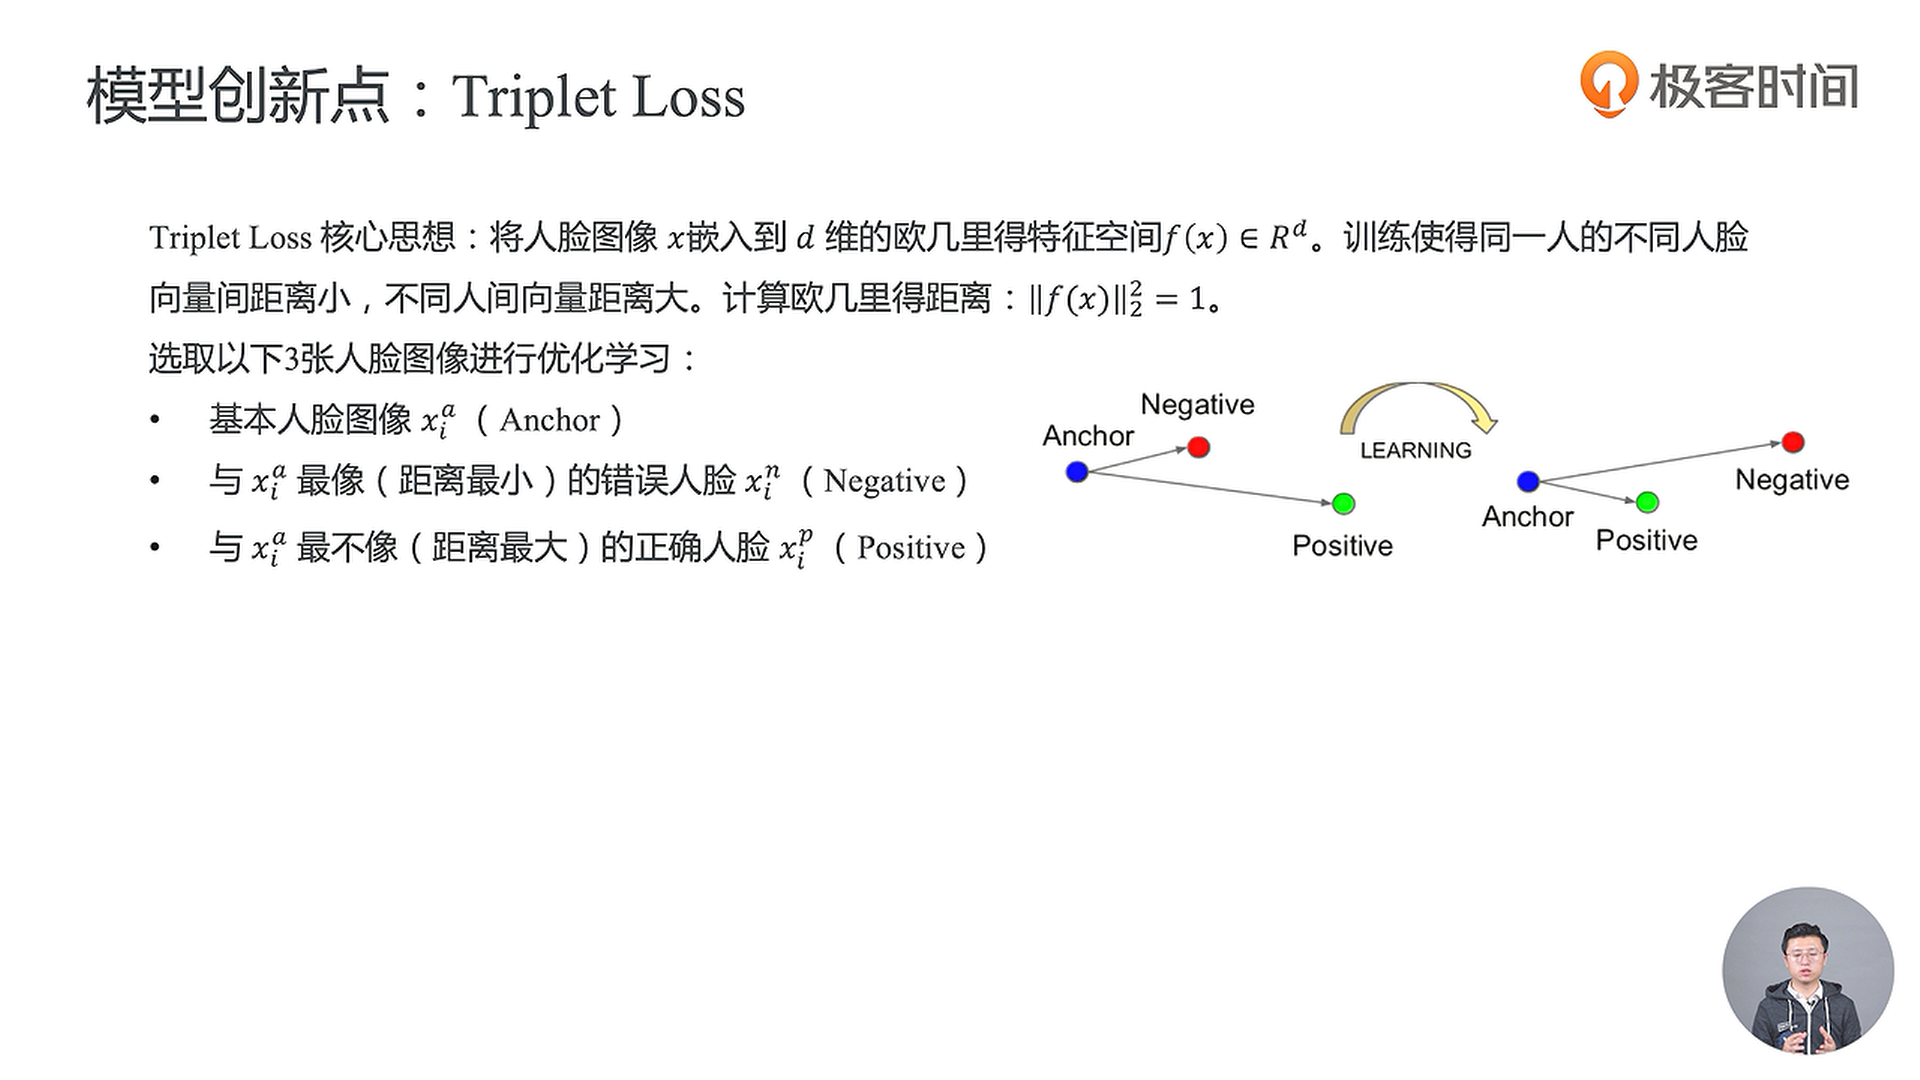 模型创新点：Triplet Loss
极客时间
Triplet Loss 核心思想：将人脸图像 x嵌入到 d 维的欧几里得特征空间f(x) ∈ R^d。训练使得同一人的不同人脸
向量间距离小，不同人间向量距离大。计算欧几里得距离：‖f(x)‖₂² = 1。
选取以下3张人脸图像进行优化学习：
• 基本人脸图像 x_i^a（Anchor）
• 与 x_i^a 最像（距离最小）的错误人脸 x_i^n（Negative）
• 与 x_i^a 最不像（距离最大）的正确人脸 x_i^p（Positive）
Negative
Anchor
Positive
LEARNING
Negative
Anchor
Positive